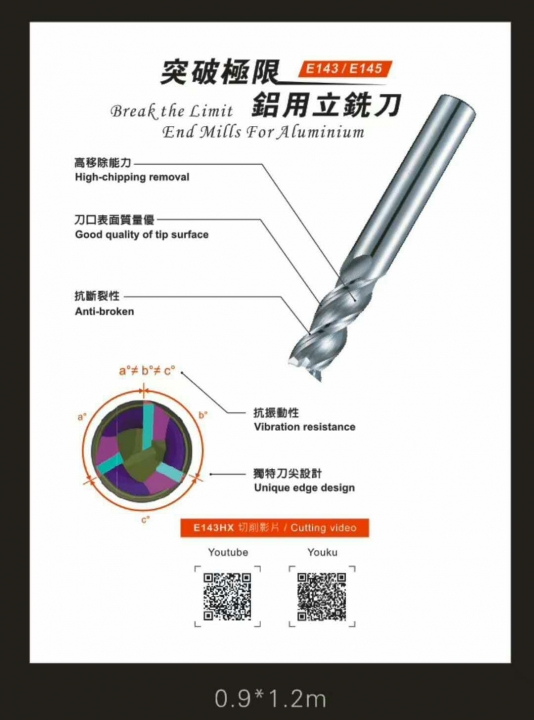 突破極限
E143 / E145
Break the Limit
鋁用立銑刀
End Mills For Aluminium
高移除能力
High-chipping removal
刀口表面質量優
Good quality of tip surface
抗斷裂性
Anti-broken
a°≠ b°≠ c°
a°
b°
c°
抗振動性
Vibration resistance
獨特刀尖設計
Unique edge design
E143HX 切削影片 / Cutting video
Youtube
Youku
0.9*1.2m